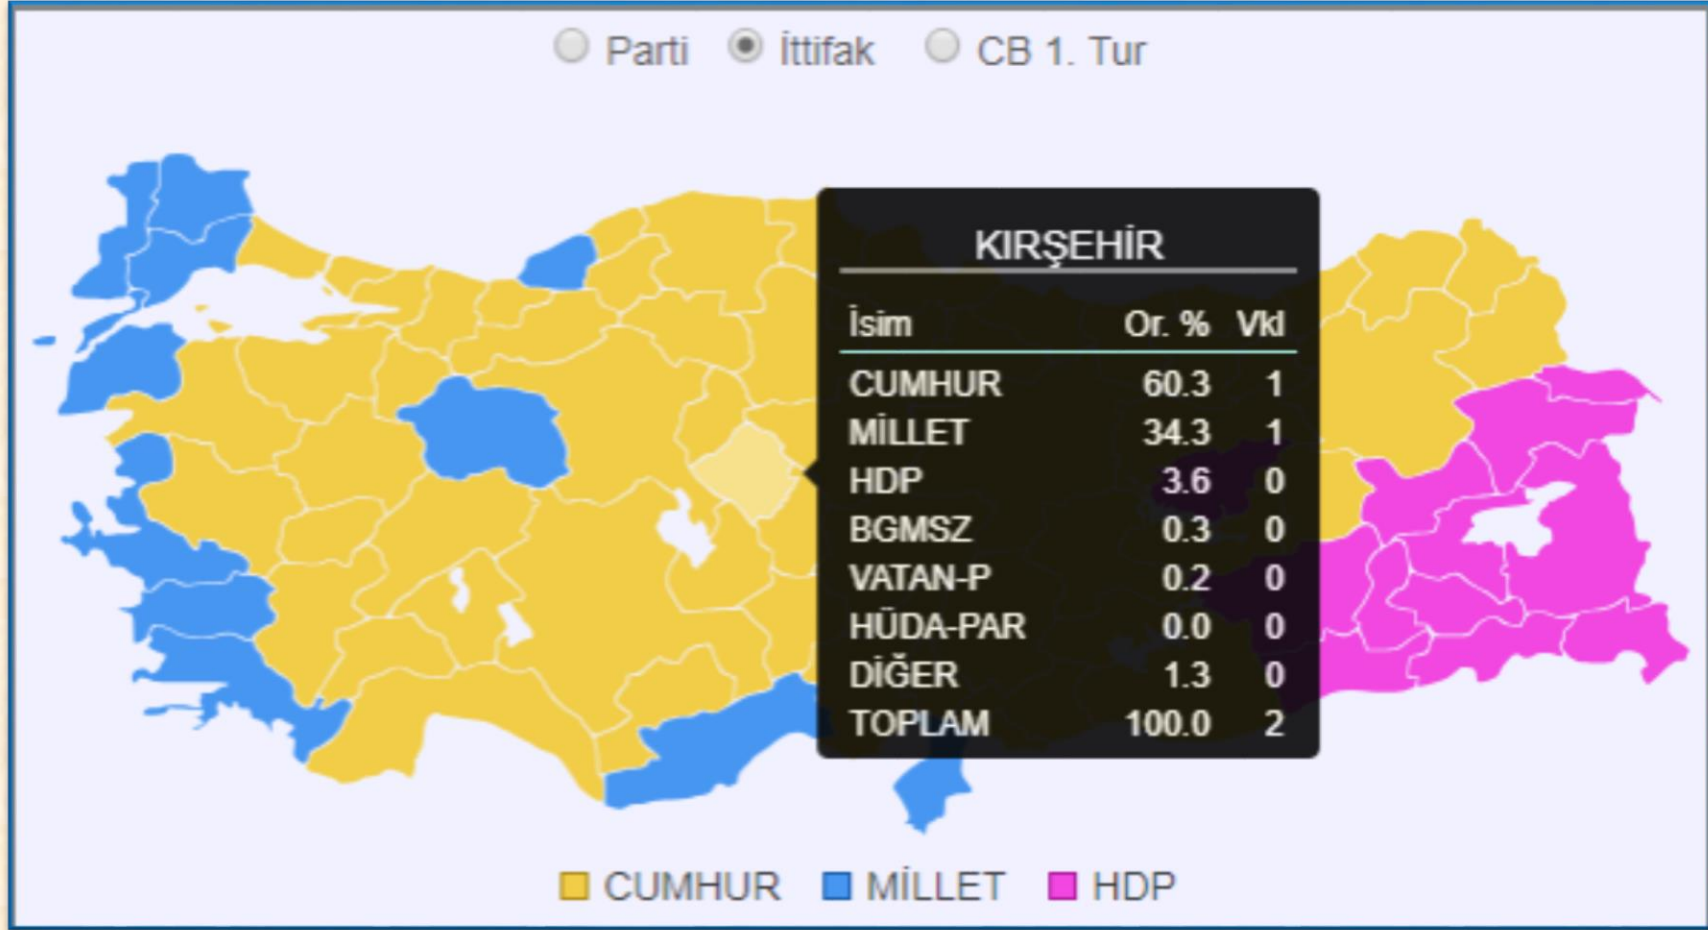 Parti İttifak CB 1. Tur
KIRŞEHİR
İsim Or. % Vkl
CUMHUR 60.3 1
MİLLET 34.3 1
HDP 3.6 0
BGMSZ 0.3 0
VATAN-P 0.2 0
HÜDA-PAR 0.0 0
DİĞER 1.3 0
TOPLAM 100.0 2
CUMHUR MİLLET HDP